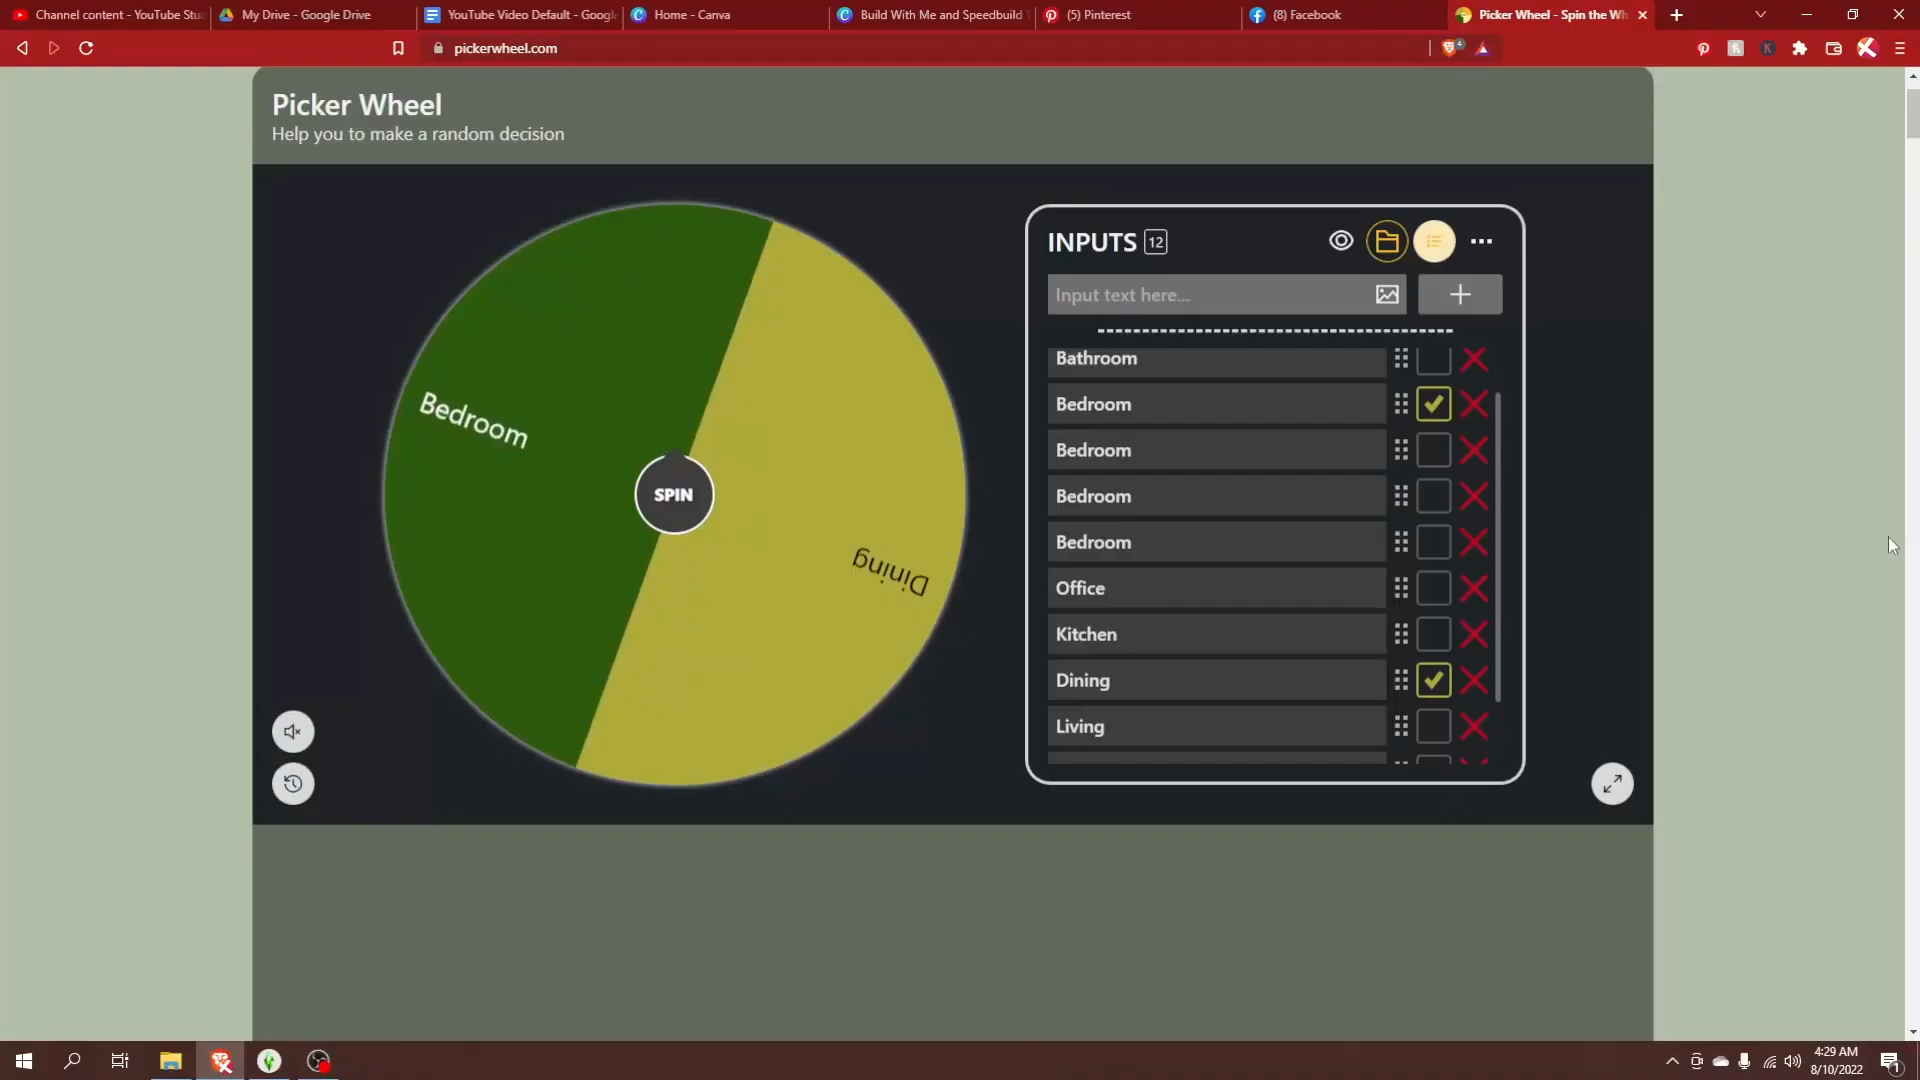 Channel content - YouTube Stu
My Drive - Google Drive
YouTube Video Default - Googl
Home - Canva
Build With Me and Speedbuild T
(5) Pinterest
(8) Facebook
Picker Wheel - Spin the Wh
pickerwheel.com
4
Picker Wheel
Help you to make a random decision
Bedroom
Dining
SPIN
INPUTS 12
Input text here...
Bathroom
Bedroom
Bedroom
Bedroom
Bedroom
Office
Kitchen
Dining
Living
4:29 AM
8/10/2022
1